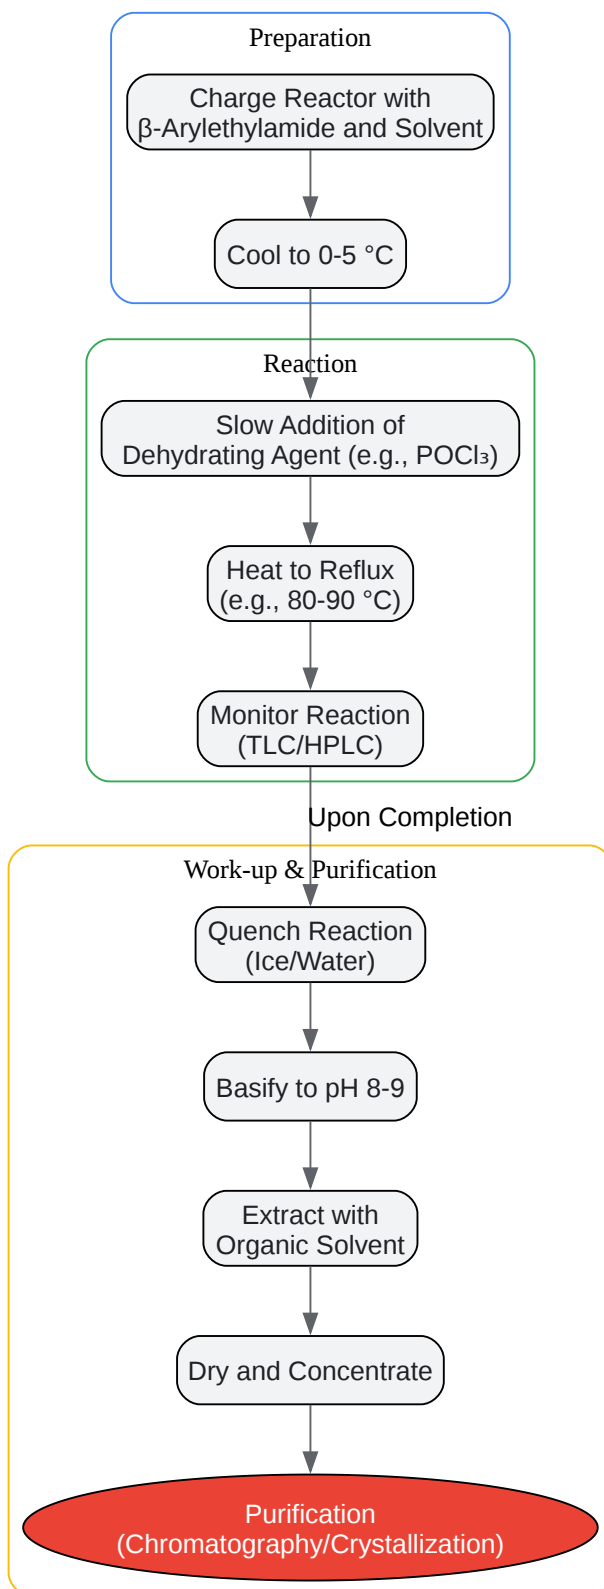 Preparation
Charge Reactor with
β-Arylethylamide and Solvent
Cool to 0-5 °C
Reaction
Slow Addition of
Dehydrating Agent (e.g., POCl₃)
Heat to Reflux
(e.g., 80-90 °C)
Monitor Reaction
(TLC/HPLC)
Upon Completion
Work-up & Purification
Quench Reaction
(Ice/Water)
Basify to pH 8-9
Extract with
Organic Solvent
Dry and Concentrate
Purification
(Chromatography/Crystallization)